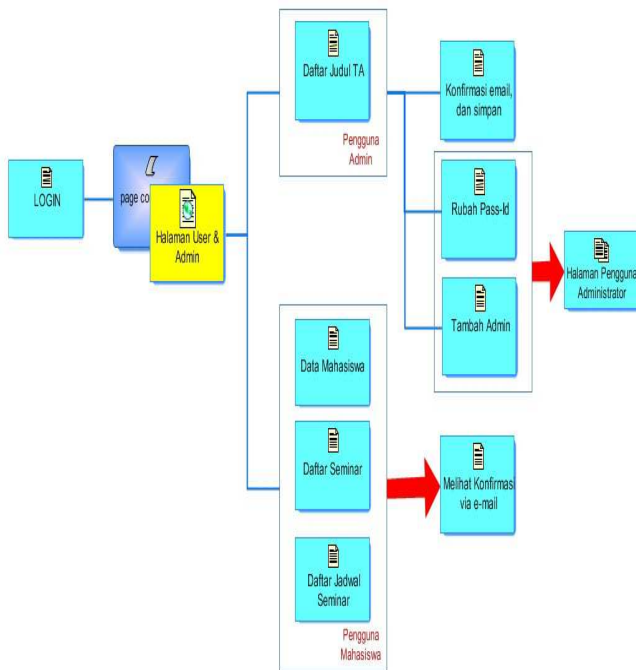 LOGIN
page co
Halaman User &
Admin
Daftar Judul TA
Pengguna
Admin
Konfirmasi email,
dan simpan
Rubah Pass-Id
Tambah Admin
Halaman Pengguna
Administrator
Data Mahasiswa
Daftar Seminar
Daftar Jadwal
Seminar
Pengguna
Mahasiswa
Melihat Konfirmasi
via e-mail